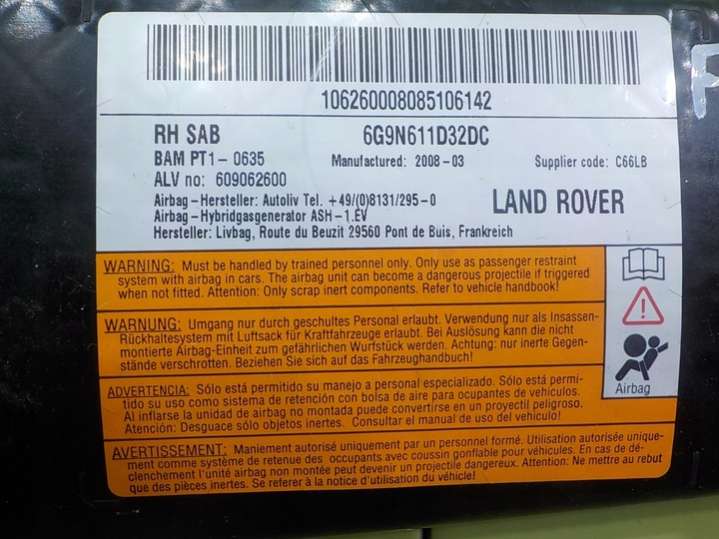 106260008085106142
RH SAB 6G9N611D32DC
BAM PT1- 0635 Manufactured: 2008-03 Supplier code: C66LB
ALV no: 609062600
Airbag-Hersteller: Autoliv Tel. +49/(0)8131/295-0
LAND ROVER
Airbag-Hybridgasgenerator ASH-1.EV
Hersteller: Livbag, Route du Beuzit 29560 Pont de Buis, Frankreich
WARNING: Must be handled by trained personnel only. Only use as passenger restraint
system with airbag in cars. The airbag unit can become a dangerous projectile if triggered
when not fitted. Attention: Only scrap inert components. Refer to vehicle handbook!
WARNUNG: Umgang nur durch geschultes Personal erlaubt. Verwendung nur als Insassen-
Rückhaltesystem mit Luftsack für Kraftfahrzeuge erlaubt. Bei Auslösung kann die nicht
montierte Airbag-Einheit zum gefährlichen Wurfstück werden. Achtung: nur inerte Gegen-
stände verschrotten. Beziehen Sie sich auf das Fahrzeughandbuch!
Airbag
ADVERTENCIA: Sólo está permitido su manejo a personal especializado. Sólo está permi-
tido su uso como sistema de retención con bolsa de aire para ocupantes de vehículos.
Al inflarse la unidad de airbag no montada puede convertirse en un proyectil peligroso.
Atención: Desguace sólo objetos inertes. Consultar el manual de uso del vehículo!
AVERTISSEMENT: Maniement autorisé uniquement par un personnel formé. Utilisation autorisée unique-
ment comme système de retenue des occupants avec coussin gonflable pour véhicules. En cas de dé-
clenchement l'unité airbag non montée peut devenir un projectile dangereux. Attention: Ne mettre au rebut
que des pièces inertes. Se referer à la notice d'utilisation du véhicule!